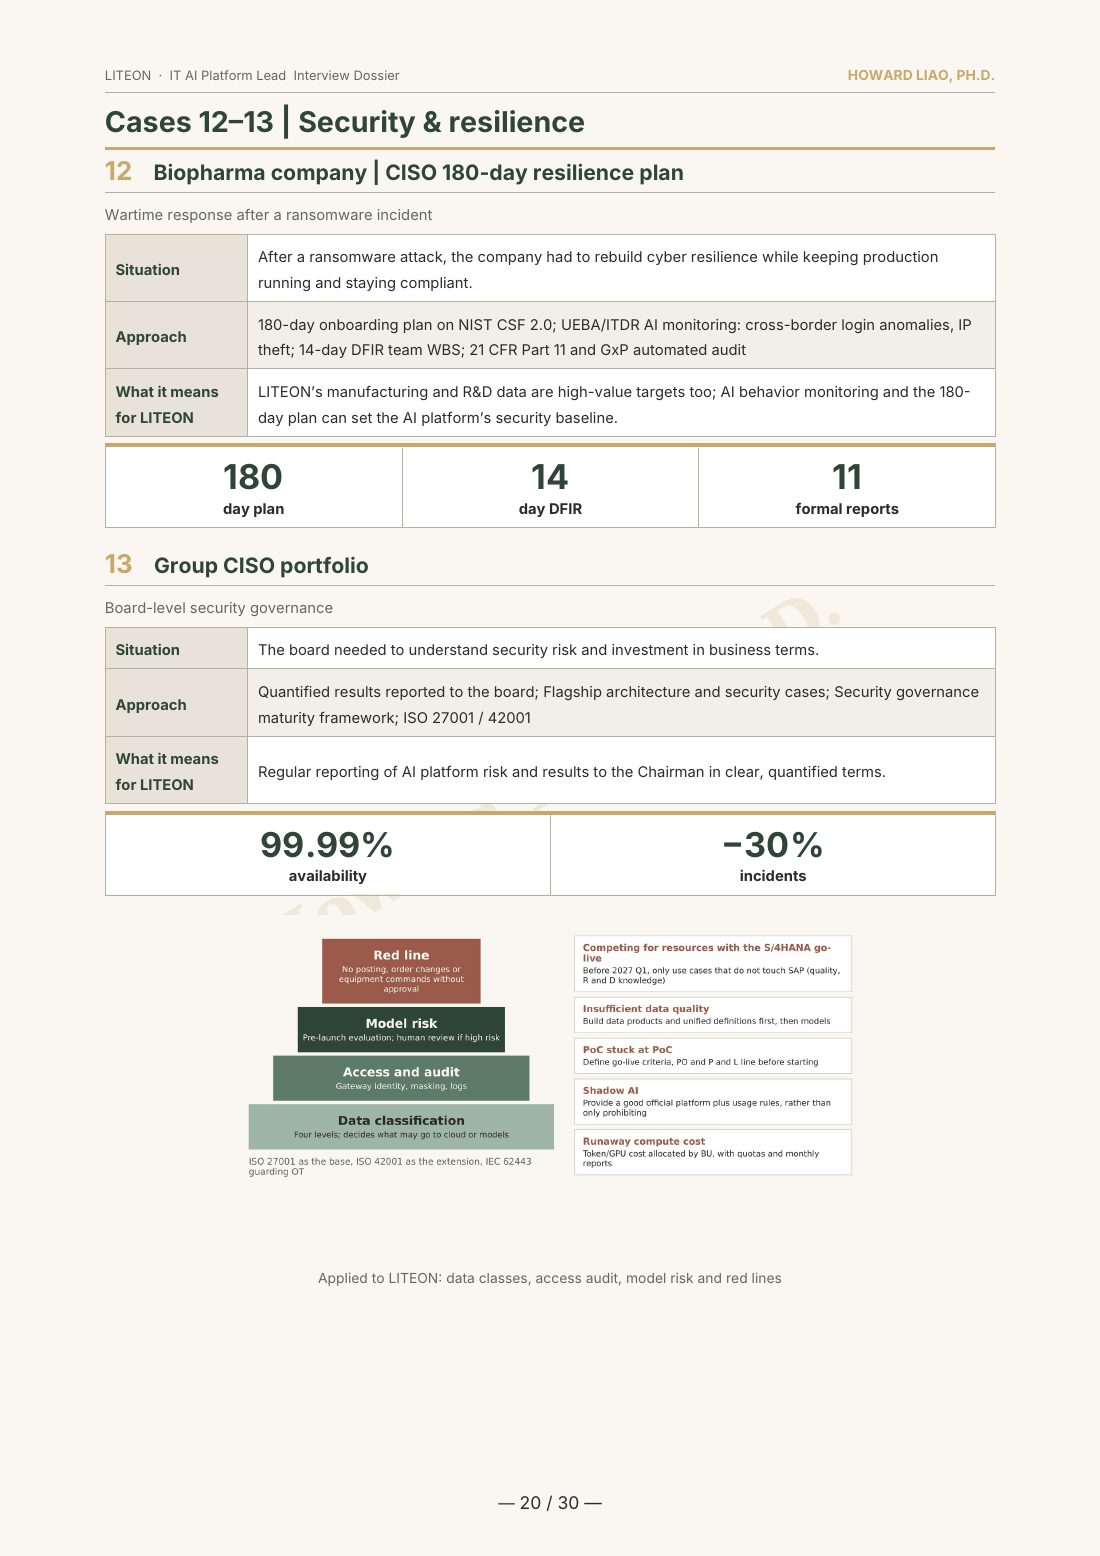 LITEON · IT AI Platform Lead Interview Dossier
HOWARD LIAO, PH.D.
Cases 12–13 | Security & resilience
12 Biopharma company | CISO 180-day resilience plan
Wartime response after a ransomware incident
Situation
After a ransomware attack, the company had to rebuild cyber resilience while keeping production
running and staying compliant.
Approach
180-day onboarding plan on NIST CSF 2.0; UEBA/ITDR AI monitoring: cross-border login anomalies, IP
theft; 14-day DFIR team WBS; 21 CFR Part 11 and GxP automated audit
What it means
for LITEON
LITEON’s manufacturing and R&D data are high-value targets too; AI behavior monitoring and the 180-
day plan can set the AI platform’s security baseline.
180
day plan
14
day DFIR
11
formal reports
13 Group CISO portfolio
Board-level security governance
D.
Situation
The board needed to understand security risk and investment in business terms.
Approach
Quantified results reported to the board; Flagship architecture and security cases; Security governance
maturity framework; ISO 27001 / 42001
What it means
for LITEON
Regular reporting of AI platform risk and results to the Chairman in clear, quantified terms.
99.99%
availability
−30%
incidents
Red line
No posting, order changes or
equipment commands without
approval
Model risk
Pre-launch evaluation; human review if high risk
Access and audit
Gateway identity, masking, logs
Data classification
Four levels; decides what may go to cloud or models
ISO 27001 as the base, ISO 42001 as the extension, IEC 62443
guarding OT
Competing for resources with the S/4HANA go-
live
Before 2027 Q1, only use cases that do not touch SAP (quality,
R and D knowledge)
Insufficient data quality
Build data products and unified definitions first, then models
PoC stuck at PoC
Define go-live criteria, PO and P and L line before starting
Shadow AI
Provide a good official platform plus usage rules, rather than
only prohibiting
Runaway compute cost
Token/GPU cost allocated by BU, with quotas and monthly
reports
Applied to LITEON: data classes, access audit, model risk and red lines
— 20 / 30 —